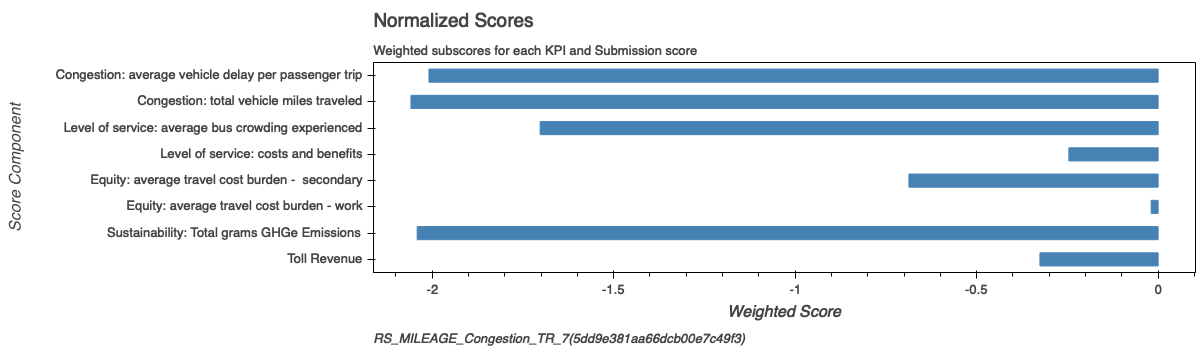 Normalized Scores
Weighted subscores for each KPI and Submission score
Score Component
Congestion: average vehicle delay per passenger trip
Congestion: total vehicle miles traveled
Level of service: average bus crowding experienced
Level of service: costs and benefits
Equity: average travel cost burden -  secondary
Equity: average travel cost burden - work
Sustainability: Total grams GHGe Emissions
Toll Revenue
-2 -1.5 -1 -0.5 0
Weighted Score
RS_MILEAGE_Congestion_TR_7(5dd9e381aa66dcb00e7c49f3)